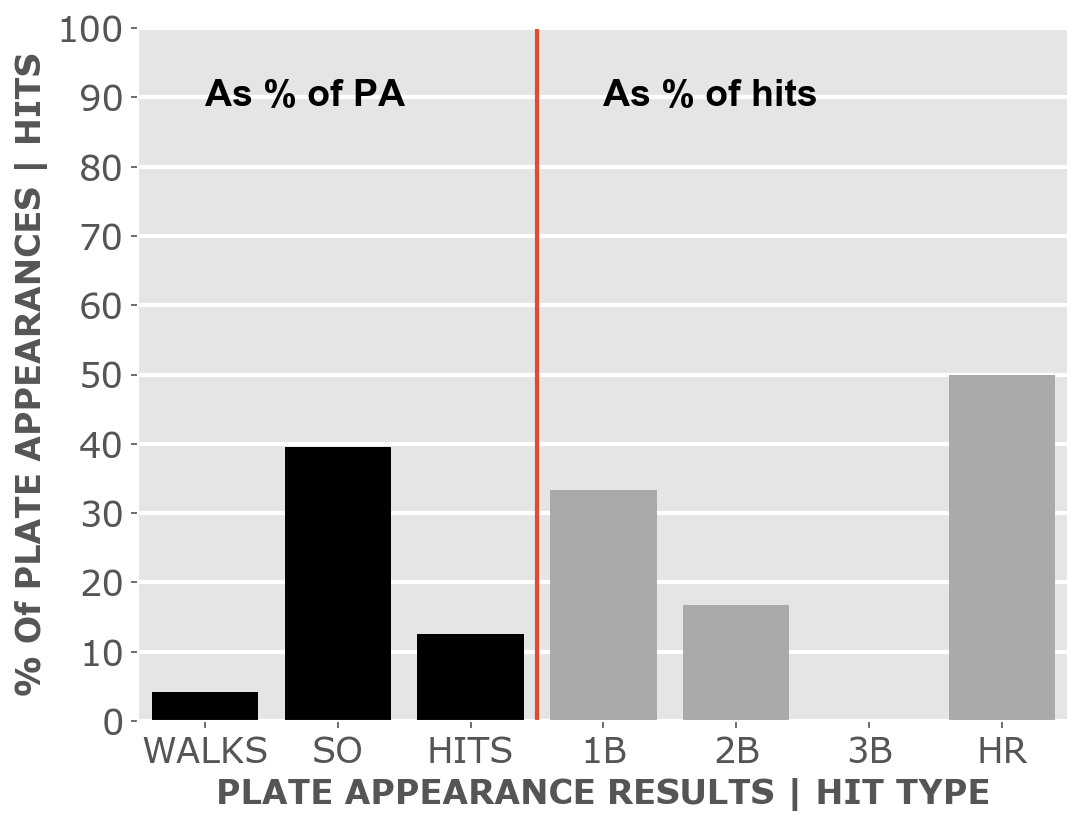 % Of PLATE APPEARANCES | HITS
100
90
80
70
60
50
40
30
20
10
0
As % of PA
As % of hits
WALKS SO HITS 1B 2B 3B HR
PLATE APPEARANCE RESULTS | HIT TYPE